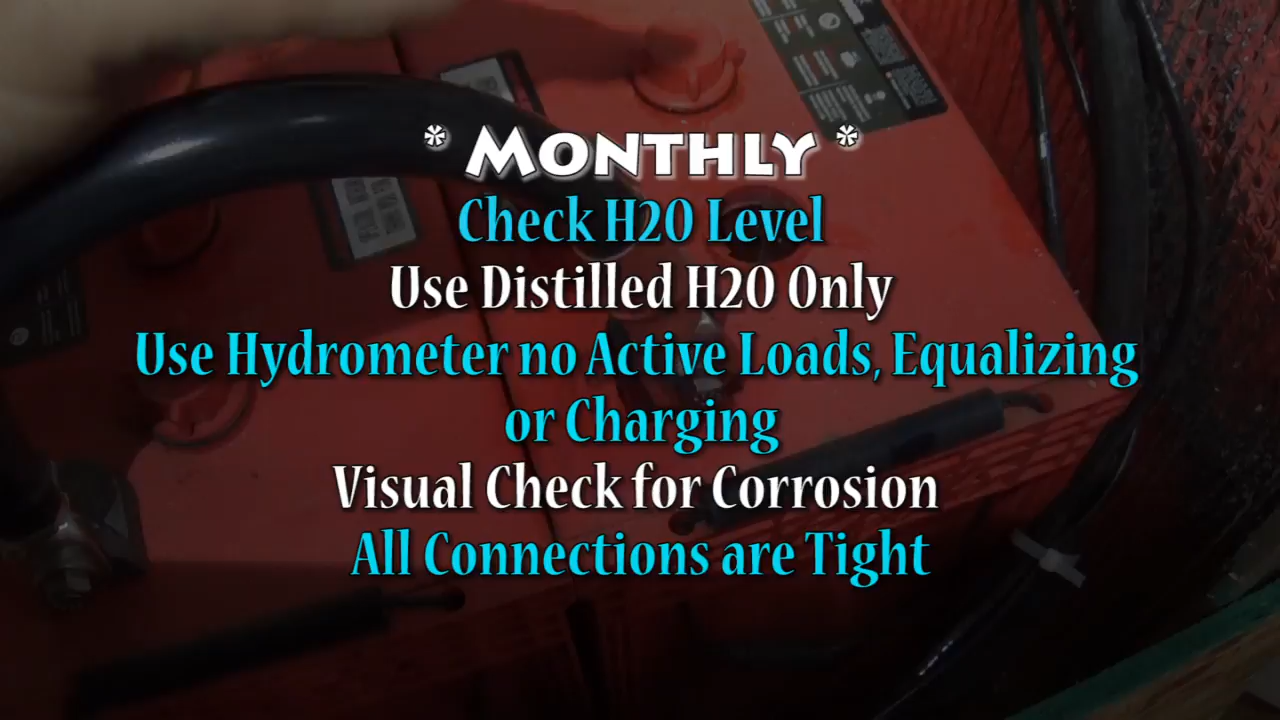 * Monthly *
Check H20 Level
Use Distilled H20 Only
Use Hydrometer no Active Loads, Equalizing
or Charging
Visual Check for Corrosion
All Connections are Tight